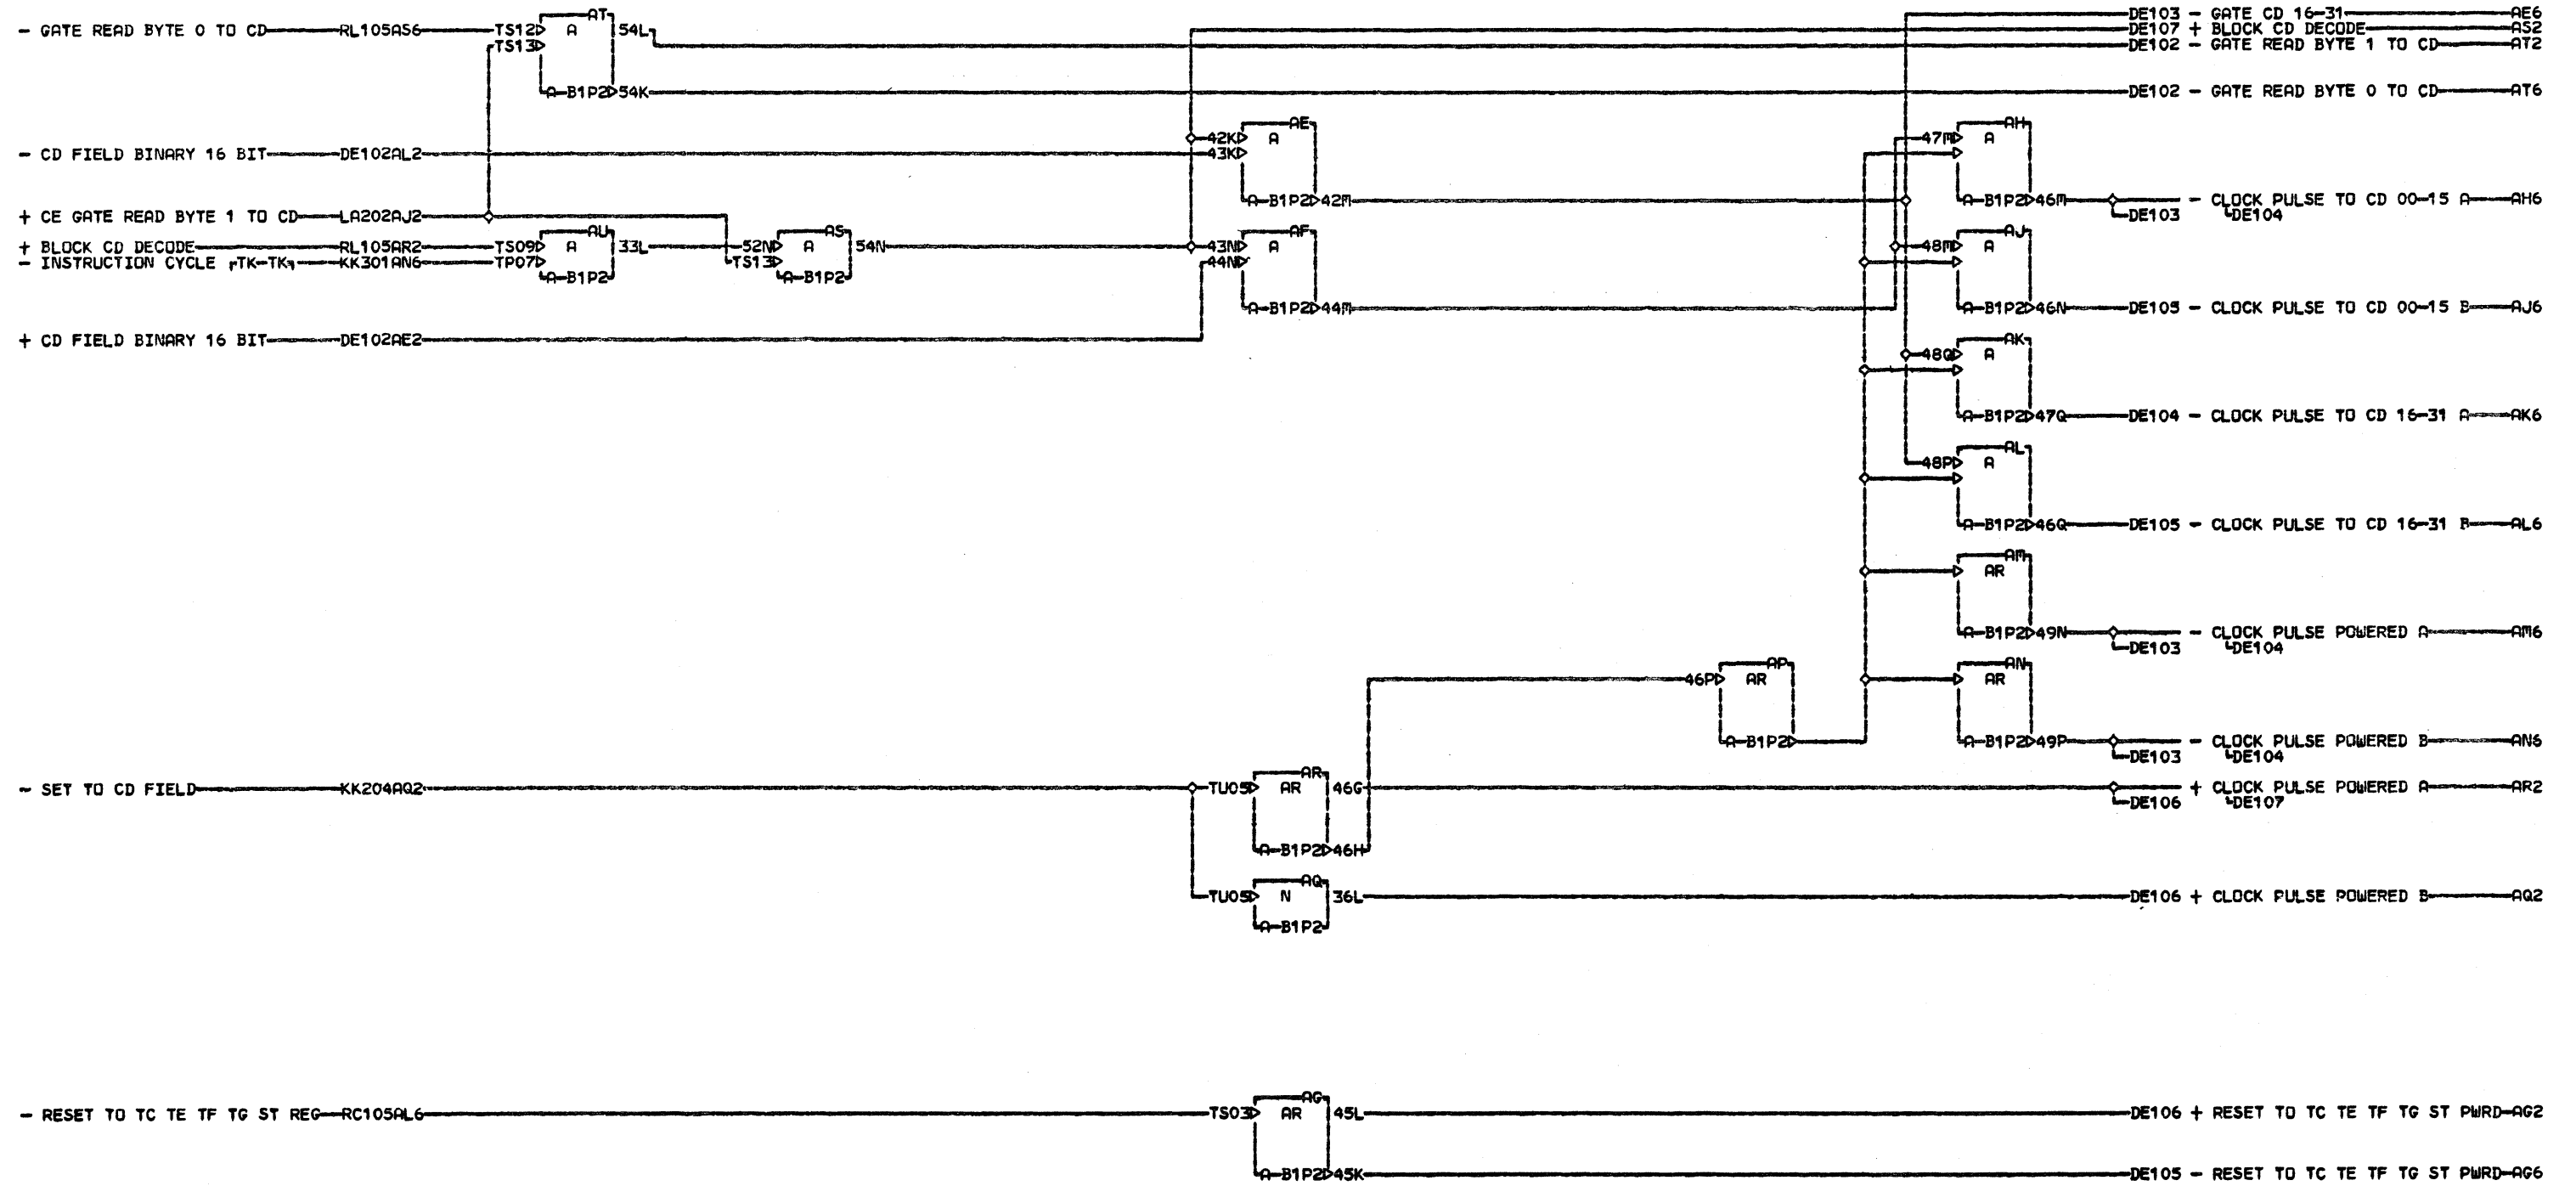 AT DE103 - GATE CD 16-31 AE6
- GATE READ BYTE 0 TO CD RL105AS6 TS12 A 54L DE107 + BLOCK CD DECODE AS2
TS13 DE102 - GATE READ BYTE 1 TO CD AT2
A-B1P2 54K DE102 - GATE READ BYTE 0 TO CD AT6
AE AH
42K A 47M A
- CD FIELD BINARY 16 BIT DE102AL2 43K
A-B1P2 42M A-B1P2 46M - CLOCK PULSE TO CD 00-15 A AH6
+ CE GATE READ BYTE 1 TO CD LA202AJ2 DE103 DE104
AU AS AF AJ
+ BLOCK CD DECODE RL105AR2 TS09 A 33L 52N A 54N 43N A 48M A
- INSTRUCTION CYCLE TK-TK KK301AN6 TP07 TS13 44N
A-B1P2 A-B1P2
A-B1P2 44M A-B1P2 46N DE105 - CLOCK PULSE TO CD 00-15 B AJ6
+ CD FIELD BINARY 16 BIT DE102AE2 AK
48Q A
A-B1P2 47Q DE104 - CLOCK PULSE TO CD 16-31 A AK6
AL
48P A
A-B1P2 46Q DE105 - CLOCK PULSE TO CD 16-31 B AL6
AM
AR
A-B1P2 49N - CLOCK PULSE POWERED A AM6
DE103 DE104
AP AN
46P AR AR
A-B1P2 A-B1P2 49P - CLOCK PULSE POWERED B AN6
DE103 DE104
AR
- SET TO CD FIELD KK204AQ2 TU05 AR 46G + CLOCK PULSE POWERED A AR2
DE106 DE107
A-B1P2 46H
AQ
TU05 N 36L DE106 + CLOCK PULSE POWERED B AQ2
A-B1P2
AG
- RESET TO TC TE TF TG ST REG RC105AL6 TS03 AR 45L DE106 + RESET TO TC TE TF TG ST PWRD AG2
A-B1P2 45K DE105 - RESET TO TC TE TF TG ST PWRD AG6